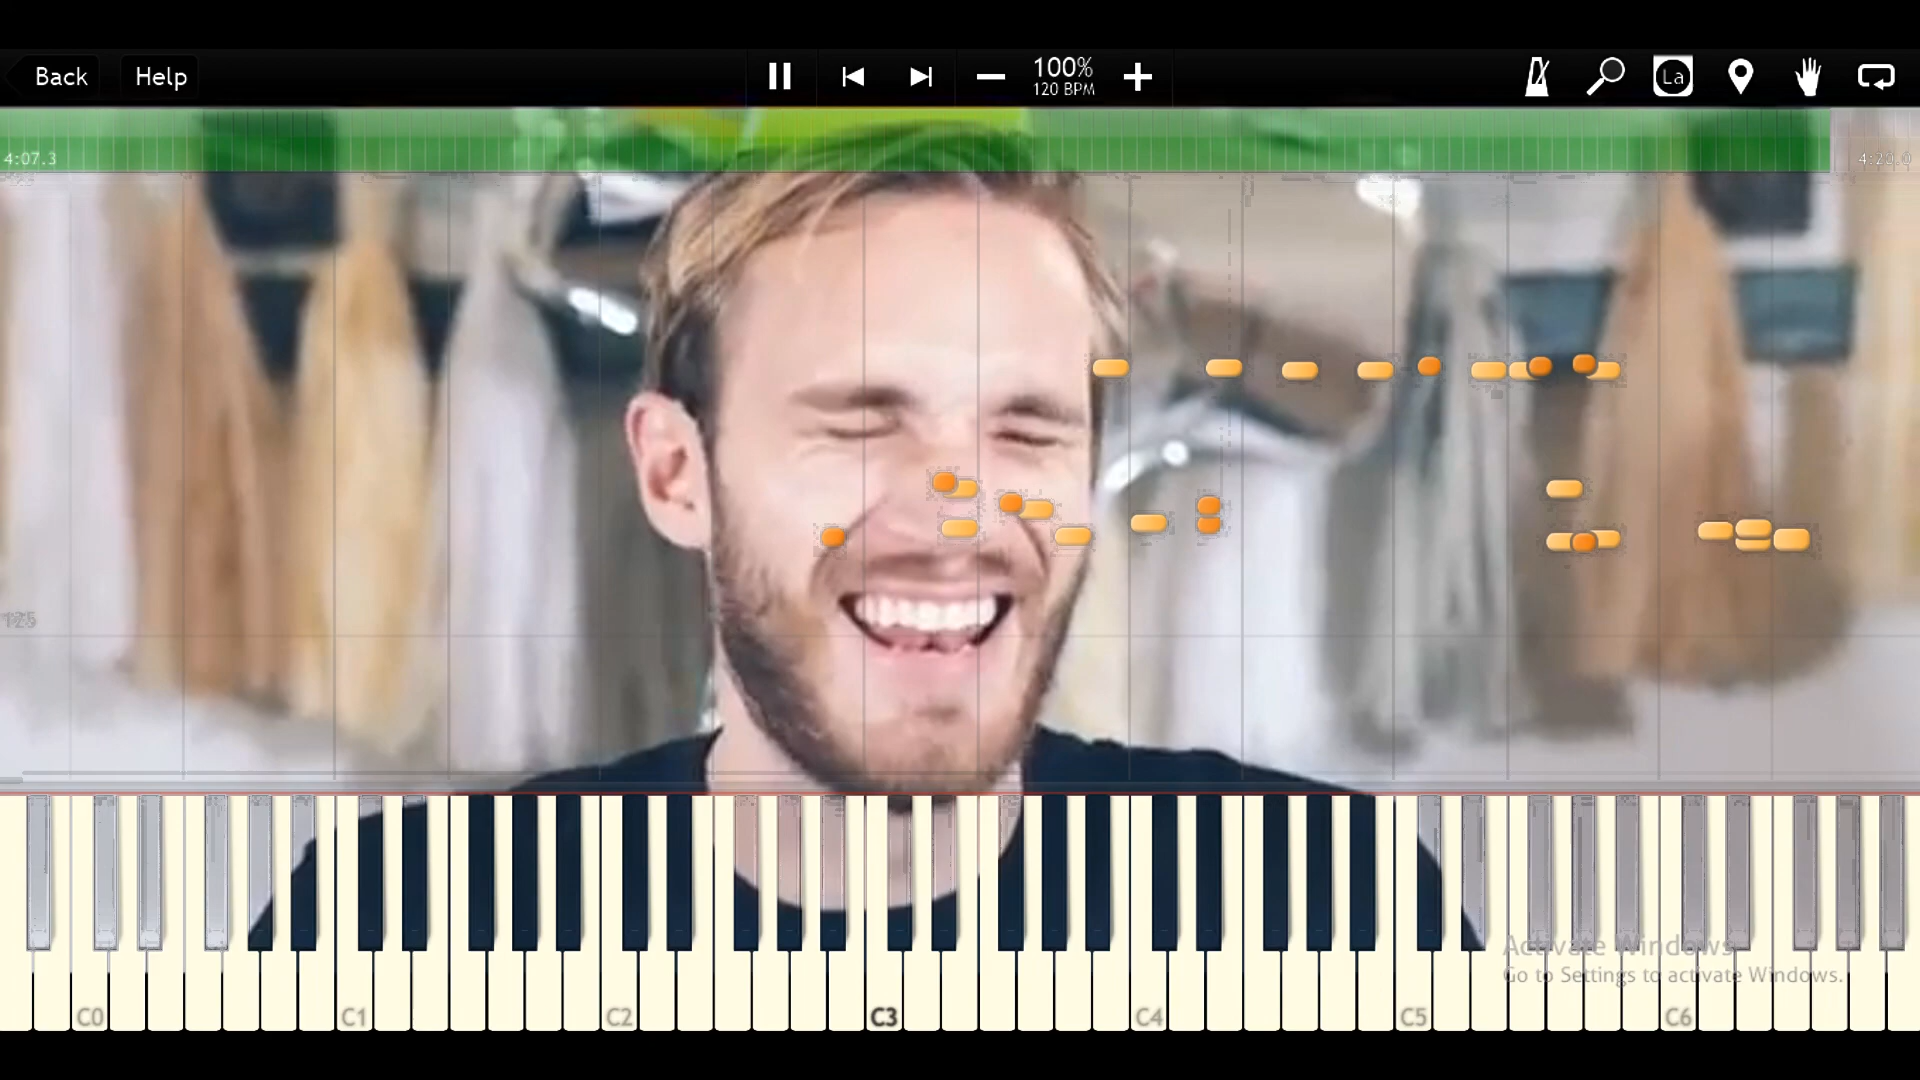 Back
Help
100%
120 BPM
La
4:07.3
4:20.0
125
C0
C1
C2
C3
C4
C5
C6
Activate Windows
Go to Settings to activate Windows.